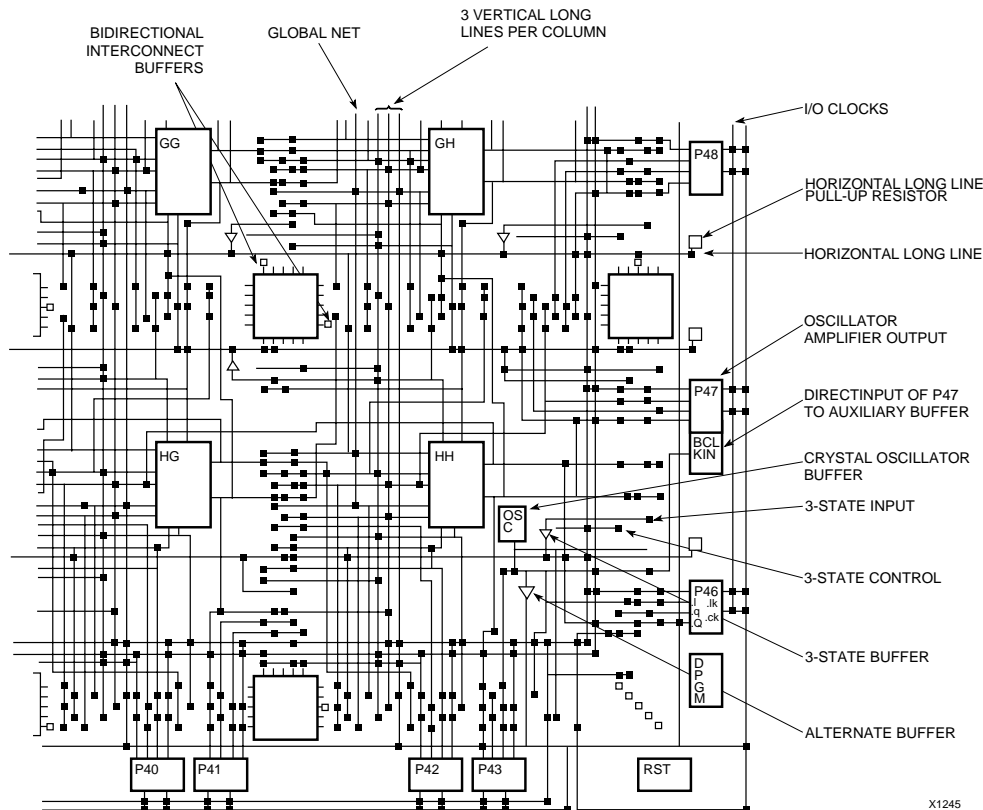 3 VERTICAL LONG
LINES PER COLUMN
GLOBAL NET
BIDIRECTIONAL
INTERCONNECT
BUFFERS
I/O CLOCKS
GG
GH
P48
HORIZONTAL LONG LINE
PULL-UP RESISTOR
HORIZONTAL LONG LINE
OSCILLATOR
AMPLIFIER OUTPUT
P47
DIRECTINPUT OF P47
TO AUXILIARY BUFFER
BCL
KIN
HG
HH
CRYSTAL OSCILLATOR
BUFFER
OS
C
3-STATE INPUT
3-STATE CONTROL
P46
.I
.lk
.q
.Q
.ck
3-STATE BUFFER
D
P
G
M
ALTERNATE BUFFER
P40
P41
P42
P43
RST
X1245